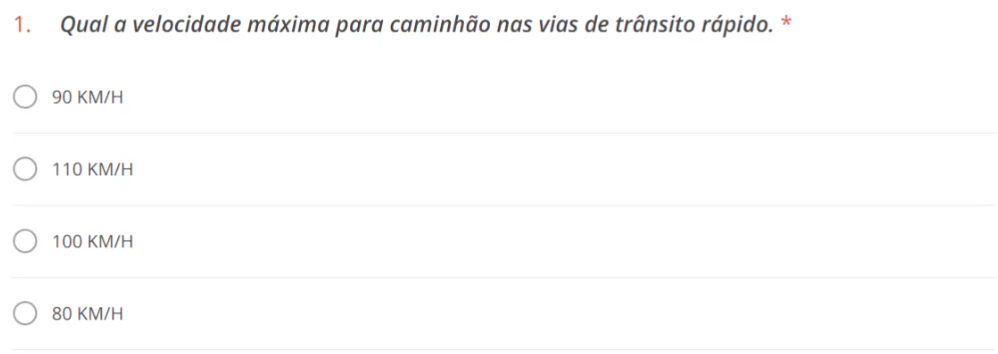 1. Qual a velocidade máxima para caminhão nas vias de trânsito rápido. *
90 KM/H
110 KM/H
100 KM/H
80 KM/H